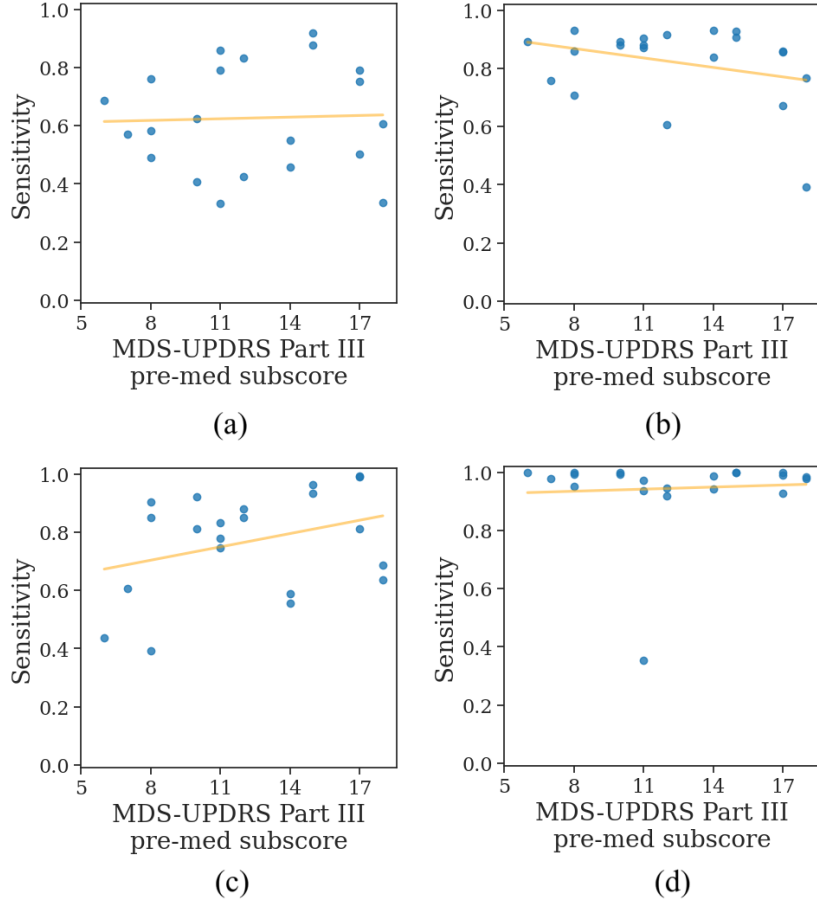 1.0
0.8
0.6
0.4
0.2
0.0
Sensitivity
5 8 11 14 17
MDS-UPDRS Part III
pre-med subscore
(a)
1.0
0.8
0.6
0.4
0.2
0.0
Sensitivity
5 8 11 14 17
MDS-UPDRS Part III
pre-med subscore
(b)
1.0
0.8
0.6
0.4
0.2
0.0
Sensitivity
5 8 11 14 17
MDS-UPDRS Part III
pre-med subscore
(c)
1.0
0.8
0.6
0.4
0.2
0.0
Sensitivity
5 8 11 14 17
MDS-UPDRS Part III
pre-med subscore
(d)